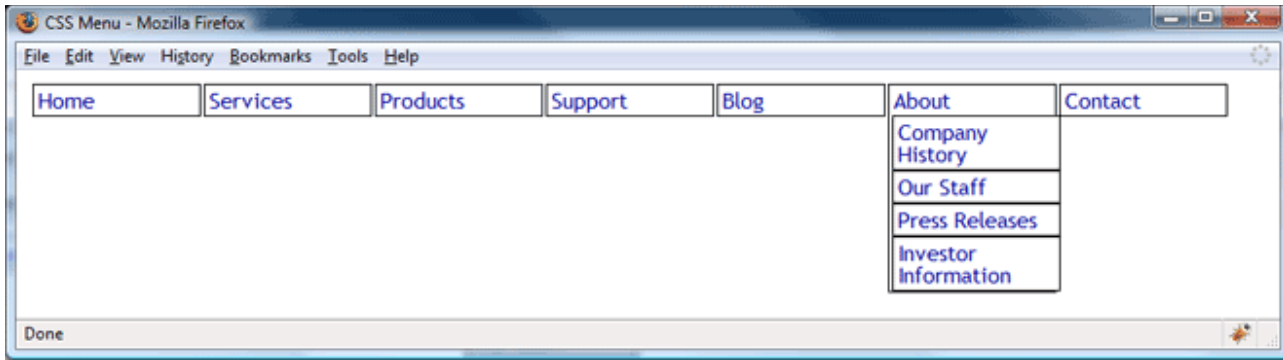 CSS Menu - Mozilla Firefox
File Edit View History Bookmarks Tools Help
Home Services Products Support Blog About Contact
Company
History
Our Staff
Press Releases
Investor
Information
Done